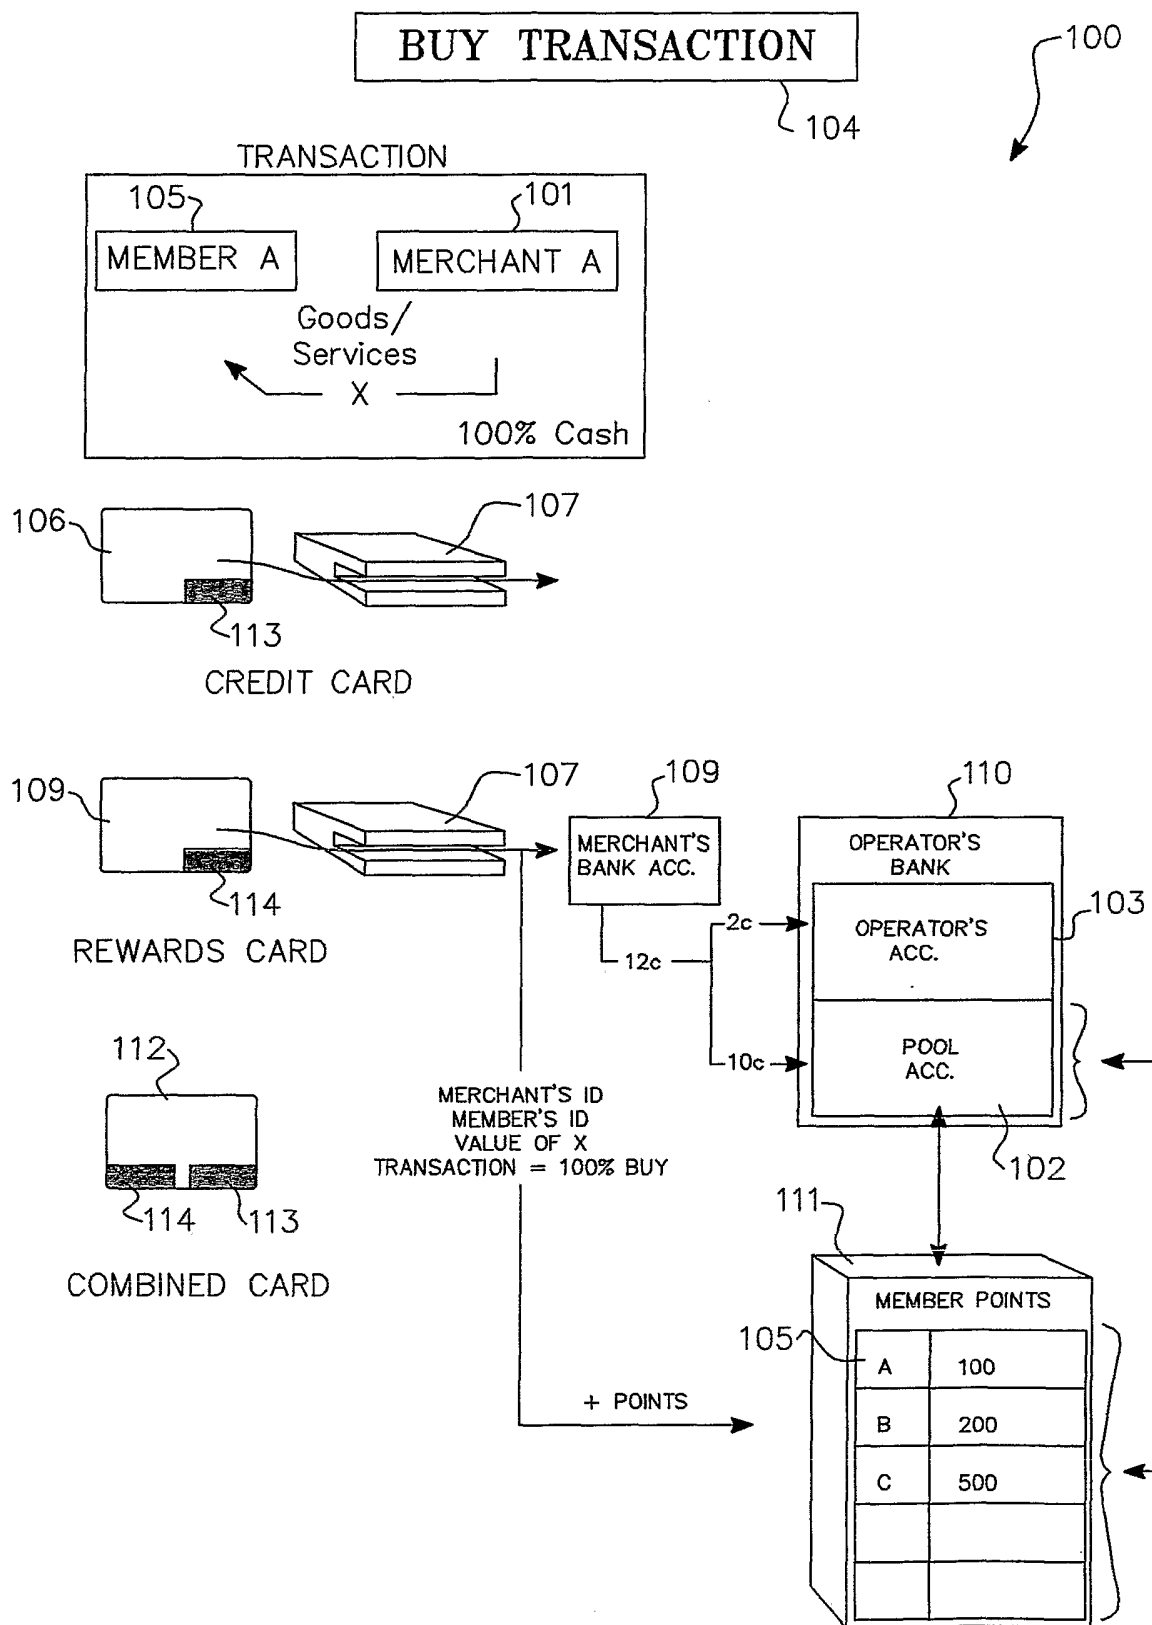 BUY TRANSACTION
100
104
TRANSACTION
105
101
MEMBER A
MERCHANT A
Goods/
Services
X
100% Cash
106
107
113
CREDIT CARD
109
107
109
110
MERCHANT'S
BANK ACC.
OPERATOR'S
BANK
114
REWARDS CARD
103
2c
OPERATOR'S
ACC.
12c
10c
POOL
ACC.
112
MERCHANT'S ID
MEMBER'S ID
VALUE OF X
TRANSACTION = 100% BUY
102
114
113
COMBINED CARD
111
MEMBER POINTS
105
A 100
+ POINTS
B 200
C 500